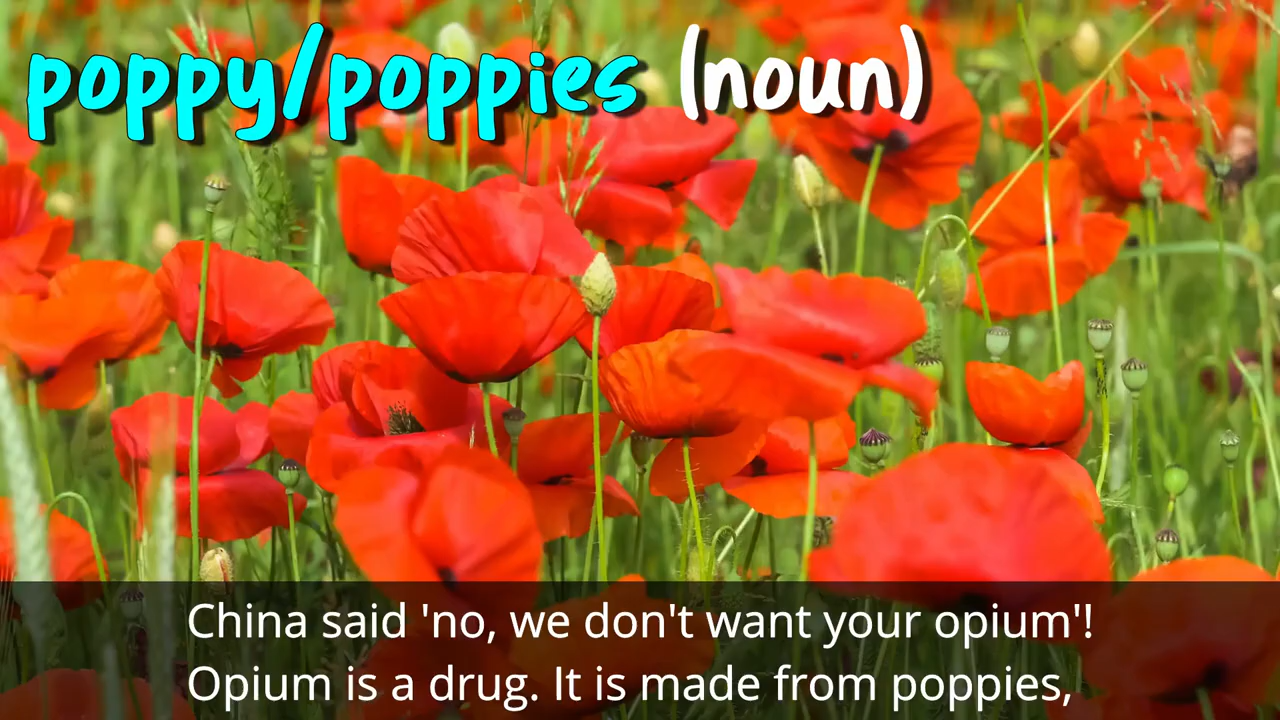 poppy/poppies (noun)
China said 'no, we don't want your opium'!
Opium is a drug. It is made from poppies,